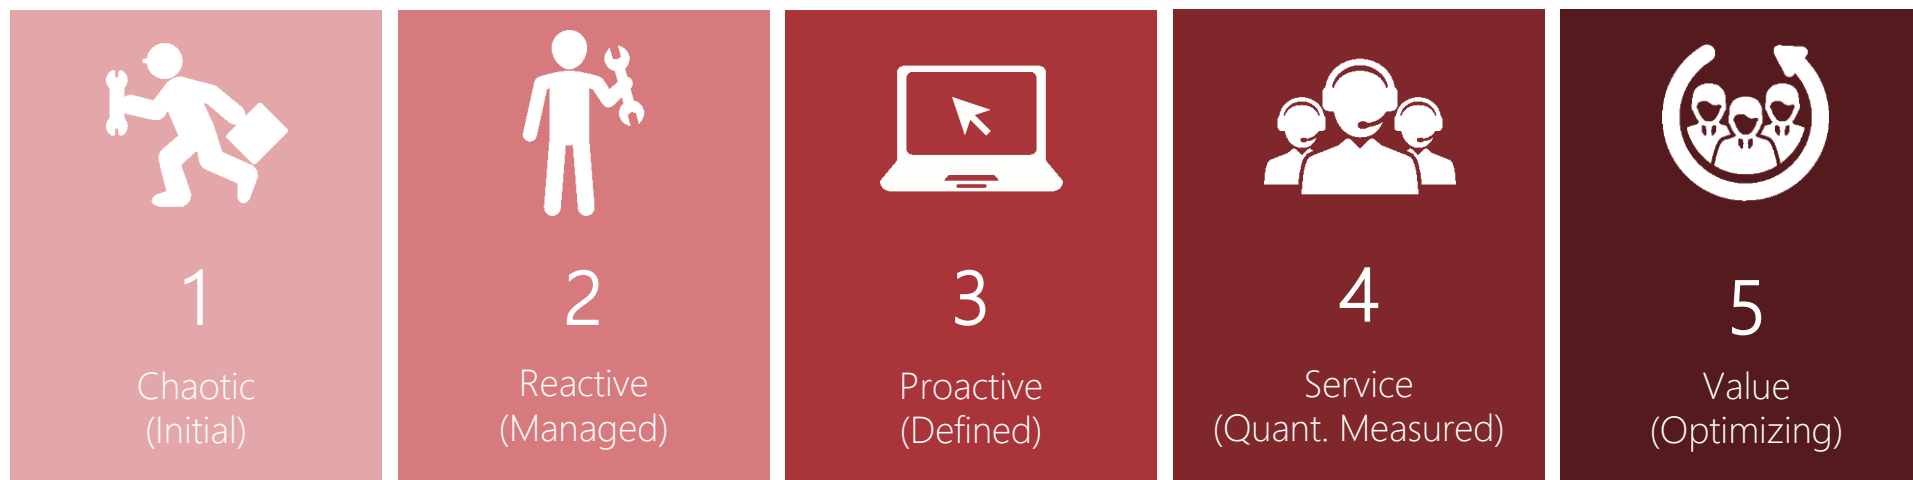 1
Chaotic
(Initial)
2
Reactive
(Managed)
3
Proactive
(Defined)
4
Service
(Quant. Measured)
5
Value
(Optimizing)